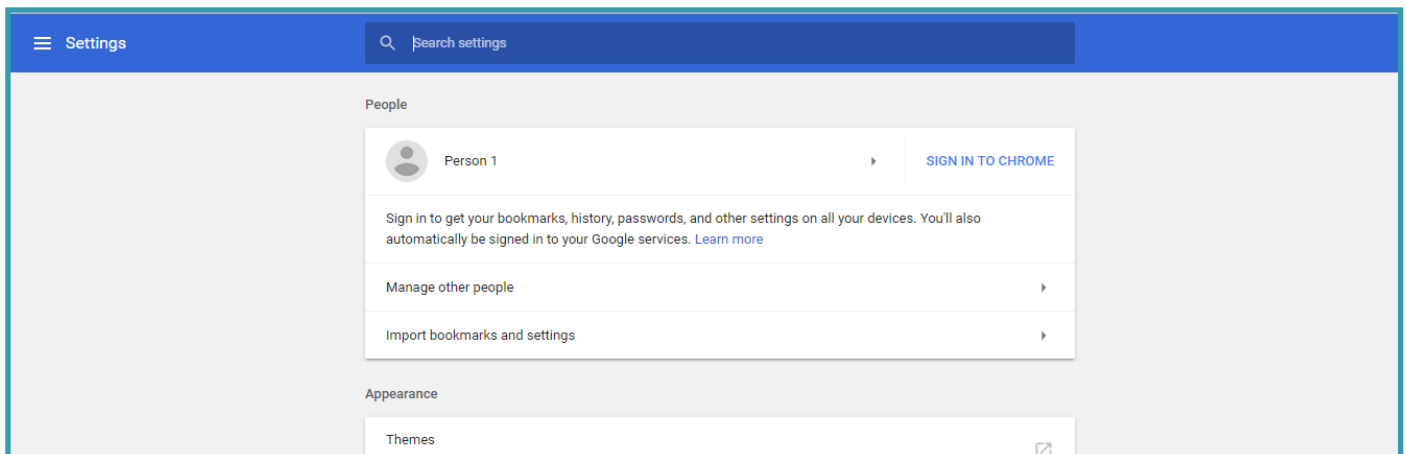 Settings
Search settings
People
Person 1
SIGN IN TO CHROME
Sign in to get your bookmarks, history, passwords, and other settings on all your devices. You'll also
automatically be signed in to your Google services. Learn more
Manage other people
Import bookmarks and settings
Appearance
Themes